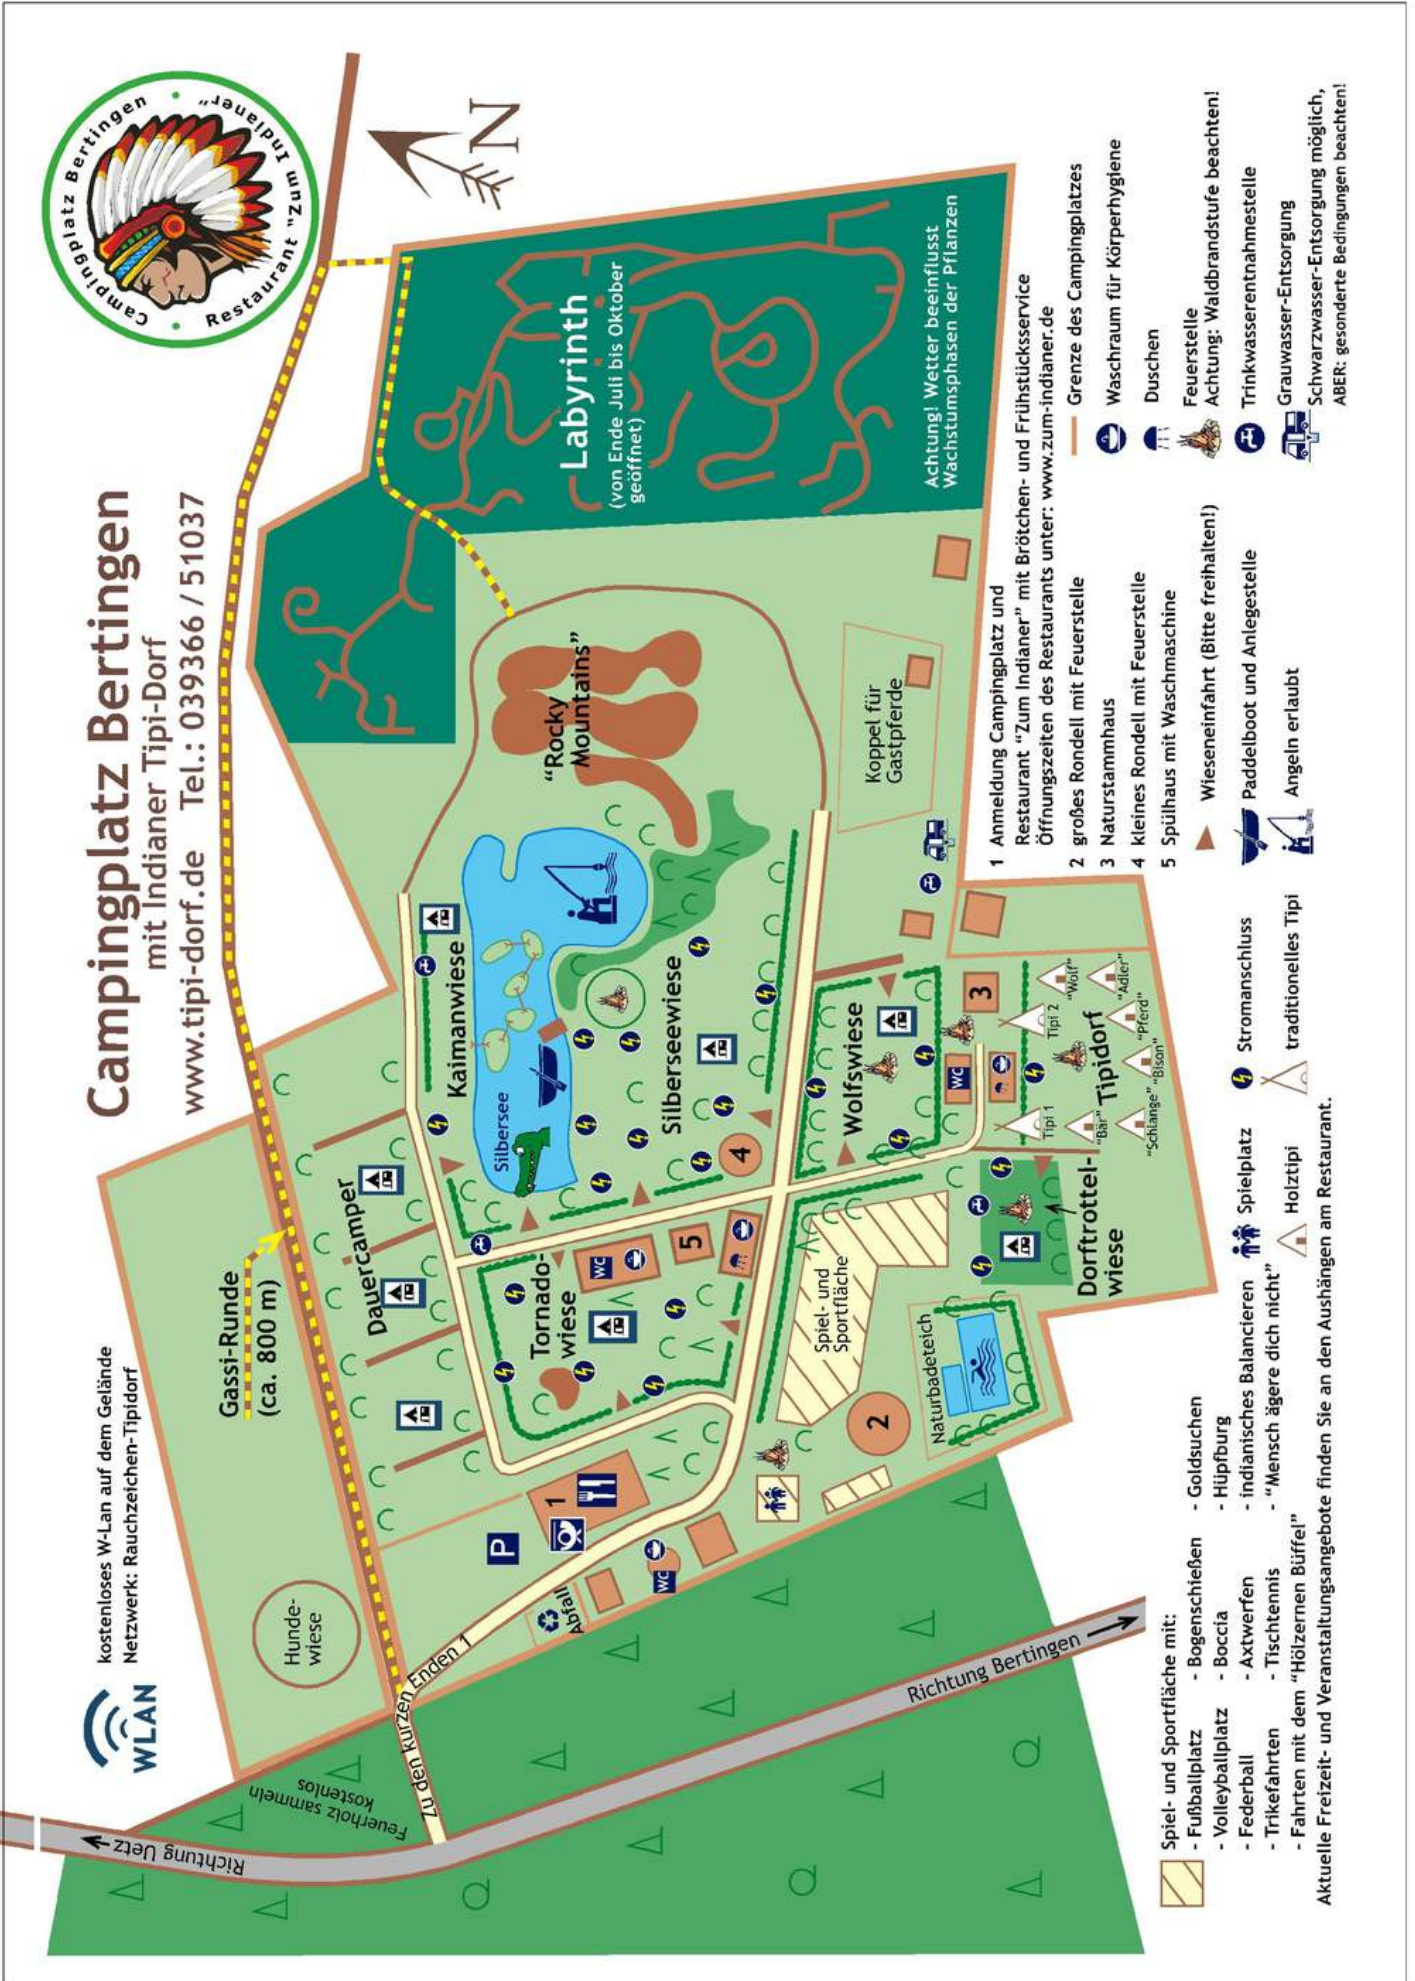 Campingplatz Bertingen
Restaurant "Zum Indianer"
Campingplatz Bertingen
mit Indianer Tipi-Dorf
www.tipi-dorf.de Tel.: 039366 / 51037
WLAN
kostenloses W-Lan auf dem Gelände
Netzwerk: Rauchzeichen-Tipidorf
Gassi-Runde
(ca. 800 m)
Hunde-
wiese
N
Labyrinth
(von Ende Juli bis Oktober
geöffnet)
Achtung! Wetter beeinflusst
Wachstumsphasen der Pflanzen
"Rocky
Mountains"
Dauercamper
Kaimanwiese
Silbersee
Silberseewiese
Tornado-
wiese
WC
5
4
P
1
Abfall
WC
Zu den kurzen Enden 1
Feuerholz sammeln
kostenlos
Richtung Uetz
Richtung Bertingen
Koppel für
Gastpferde
Wolfswiese
WC
3
Spiel- und
Sportfläche
2
Naturbadeteich
Dorftrottel-
wiese
Tipidorf
Tipi 1
Tipi 2
"Bär"
"Schlange"
"Bison"
"Pferd"
"Wolf"
"Adler"
1 Anmeldung Campingplatz und
Restaurant "Zum Indianer" mit Brötchen- und Frühstücksservice
Öffnungszeiten des Restaurants unter: www.zum-indianer.de
2 großes Rondell mit Feuerstelle
3 Naturstammhaus
4 kleines Rondell mit Feuerstelle
5 Spülhaus mit Waschmaschine
Wieseneinfahrt (Bitte freihalten!)
Paddelboot und Anlegestelle
Angeln erlaubt
Grenze des Campingplatzes
Waschraum für Körperhygiene
Duschen
Feuerstelle
Achtung: Waldbrandstufe beachten!
Trinkwasserentnahmestelle
Grauwasser-Entsorgung
Schwarzwasser-Entsorgung möglich,
ABER: gesonderte Bedingungen beachten!
Stromanschluss
traditionelles Tipi
Spielplatz
Holztipi
Spiel- und Sportfläche mit:
- Fußballplatz - Bogenschießen - Goldsuchen
- Volleyballplatz - Boccia - Hüpfburg
- Federball - Axtwerfen - indianisches Balancieren
- Trikefahrten - Tischtennis - "Mensch ägere dich nicht"
- Fahrten mit dem "Hölzernen Büffel"
Aktuelle Freizeit- und Veranstaltungsangebote finden Sie an den Aushängen am Restaurant.